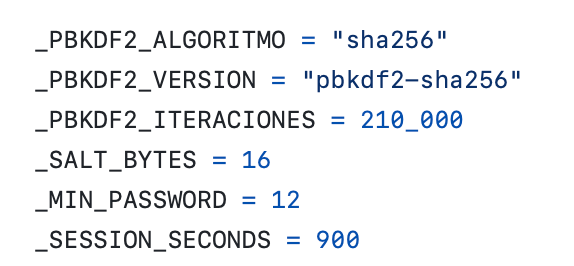 _PBKDF2_ALGORITMO = "sha256"
_PBKDF2_VERSION = "pbkdf2-sha256"
_PBKDF2_ITERACIONES = 210_000
_SALT_BYTES = 16
_MIN_PASSWORD = 12
_SESSION_SECONDS = 900